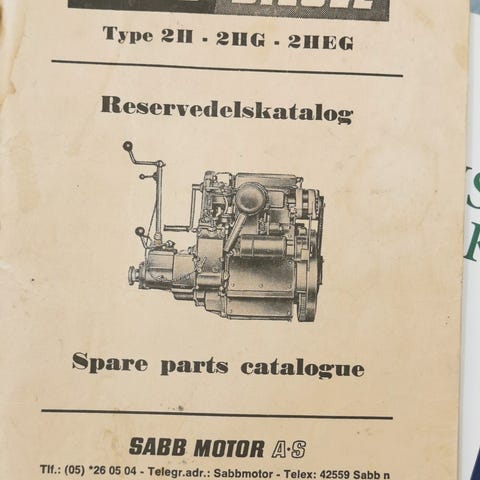 DIESEL
Type 2H - 2HG - 2HEG
Reservedelskatalog
Spare parts catalogue
SABB MOTOR A·S
Tlf.: (05) *26 05 04 - Telegr.adr.: Sabbmotor - Telex: 42559 Sabb n